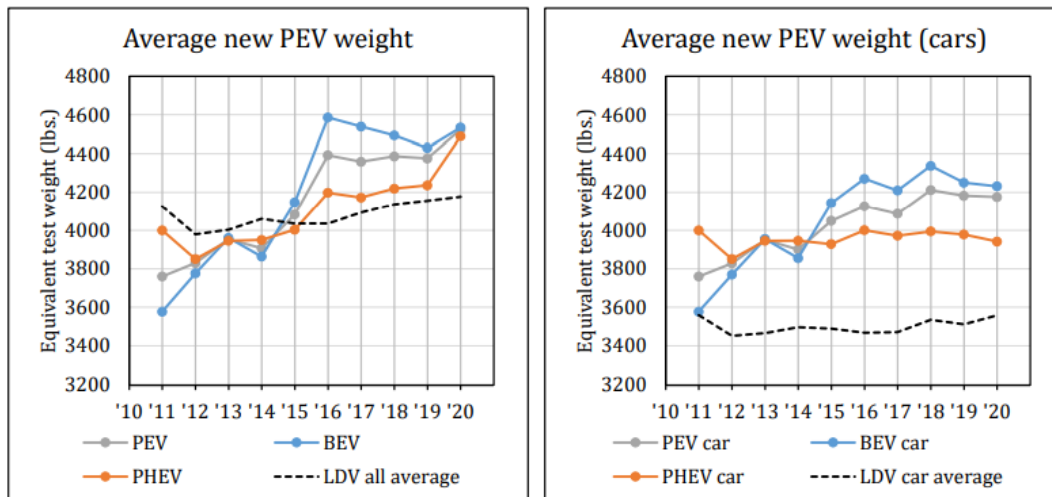 Average new PEV weight
Equivalent test weight (lbs.)
4800
4600
4400
4200
4000
3800
3600
3400
3200
'10 '11 '12 '13 '14 '15 '16 '17 '18 '19 '20
PEV BEV
PHEV LDV all average
Average new PEV weight (cars)
Equivalent test weight (lbs.)
4800
4600
4400
4200
4000
3800
3600
3400
3200
'10 '11 '12 '13 '14 '15 '16 '17 '18 '19 '20
PEV car BEV car
PHEV car LDV car average